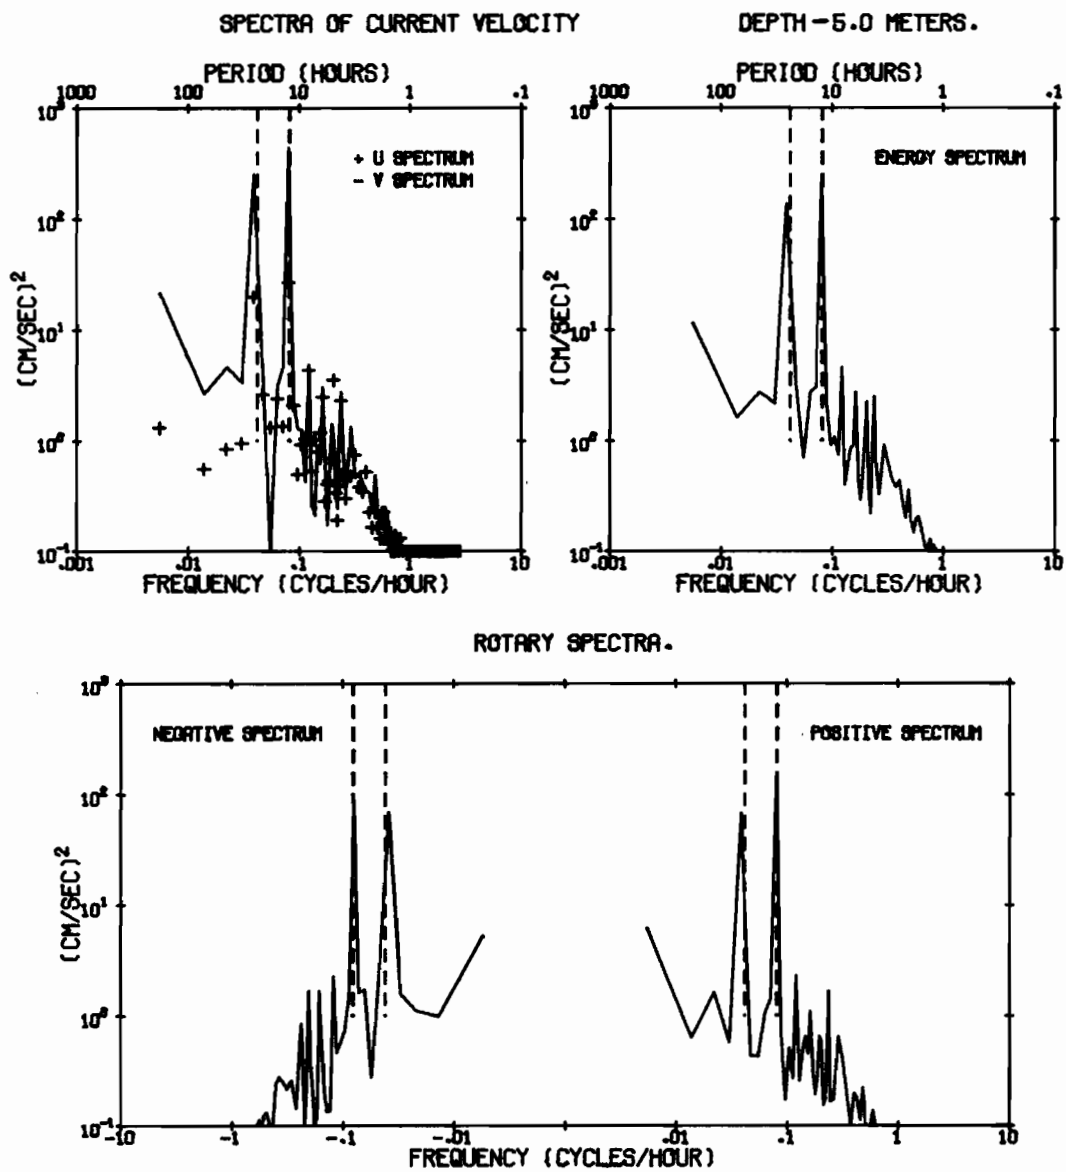 SPECTRA OF CURRENT VELOCITY DEPTH-5.0 METERS.
PERIOD (HOURS) PERIOD (HOURS)
1000 100 10 1 .1
1000 100 10 1 .1
+ U SPECTRUM
- V SPECTRUM
ENERGY SPECTRUM
10³
10²
10¹
10⁰
10⁻¹
(CM/SEC)²
10³
10²
10¹
10⁰
10⁻¹
(CM/SEC)²
.001 .01 .1 1 10
.001 .01 .1 1 10
FREQUENCY (CYCLES/HOUR) FREQUENCY (CYCLES/HOUR)
ROTARY SPECTRA.
NEGATIVE SPECTRUM POSITIVE SPECTRUM
10³
10²
10¹
10⁰
10⁻¹
(CM/SEC)²
-10 -1 -.1 -.01 .01 .1 1 10
FREQUENCY (CYCLES/HOUR)